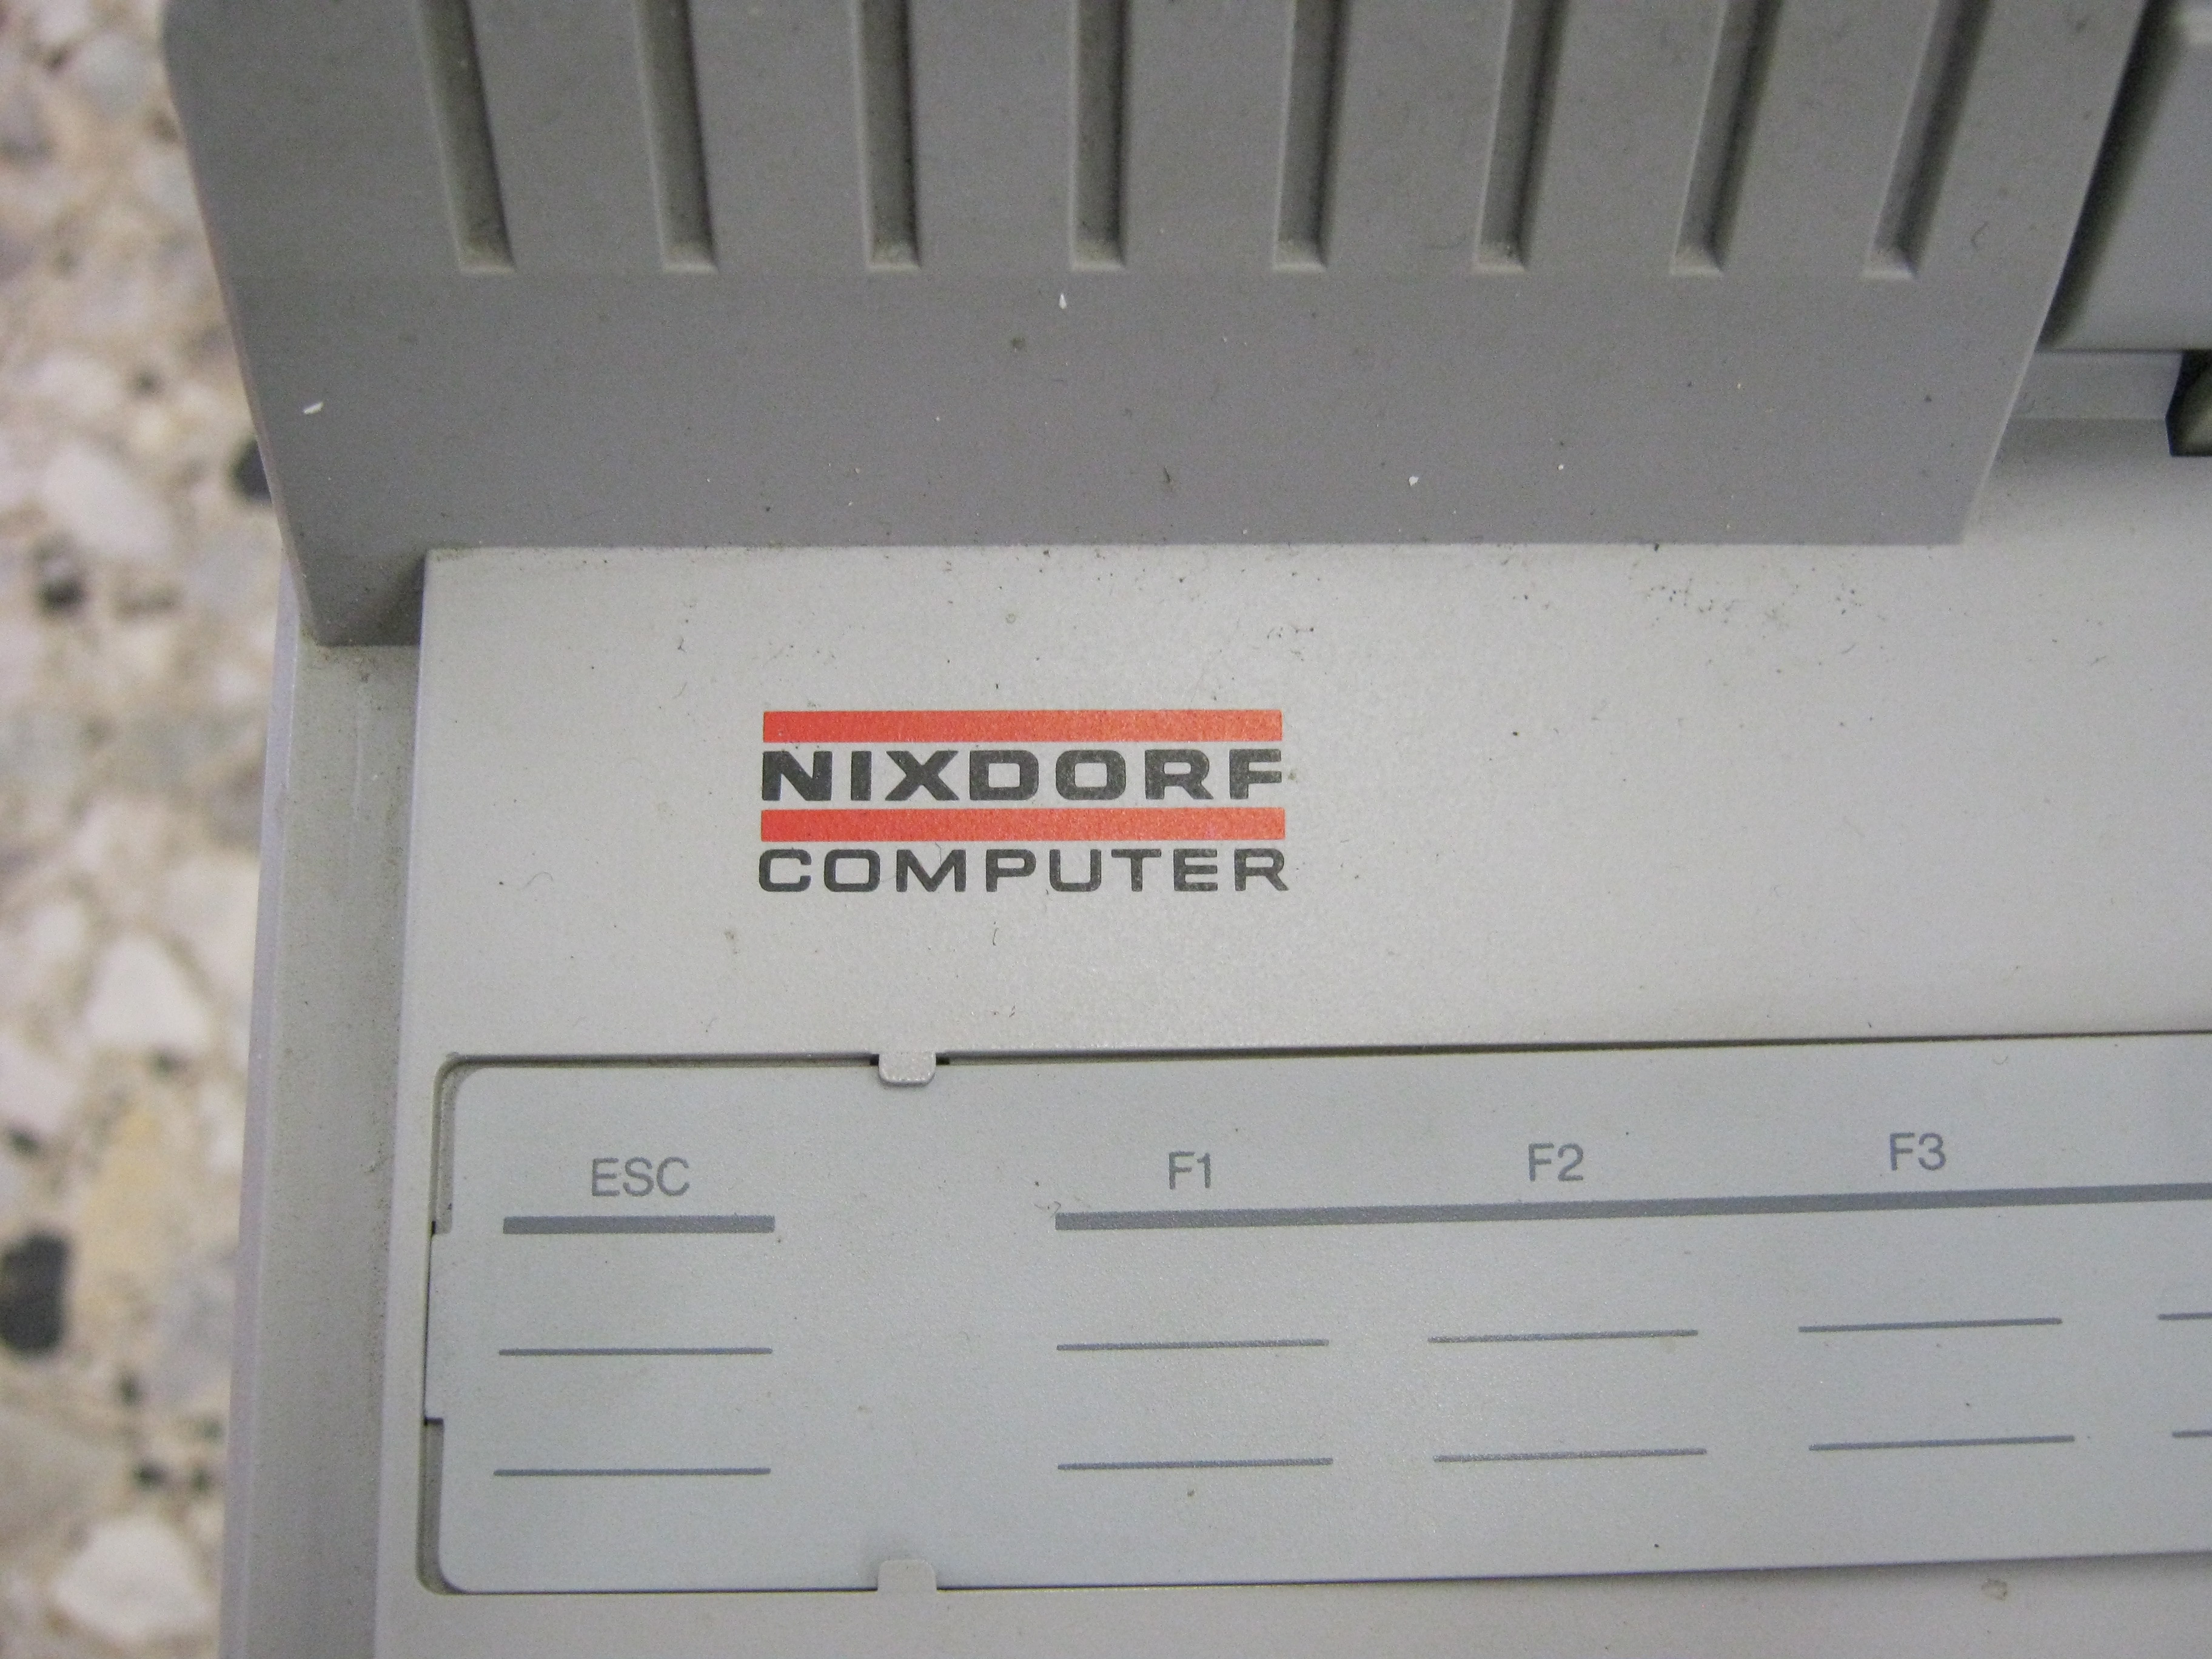 NIXDORF
COMPUTER
ESC F1 F2 F3